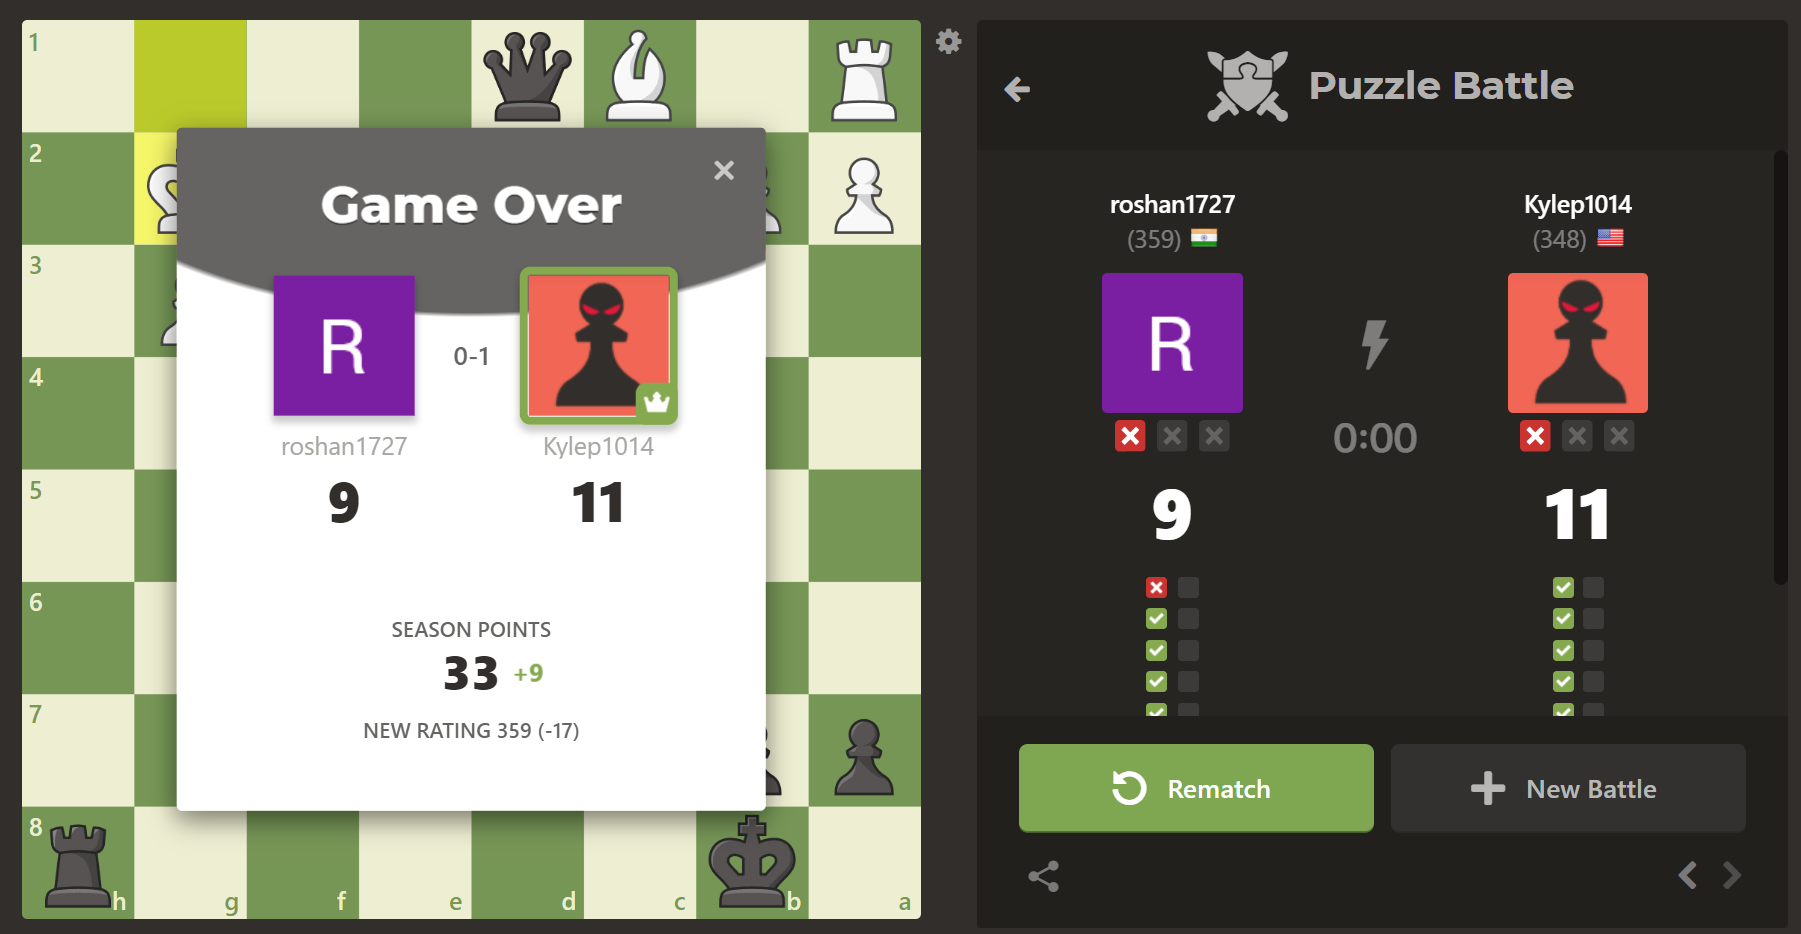 1
2
3
4
5
6
7
8
h
g
f
e
d
c
b
a
Game Over
R
0-1
roshan1727
Kylep1014
9
11
SEASON POINTS
33 +9
NEW RATING 359 (-17)
Puzzle Battle
roshan1727
(359)
Kylep1014
(348)
R
0:00
9
11
Rematch
New Battle